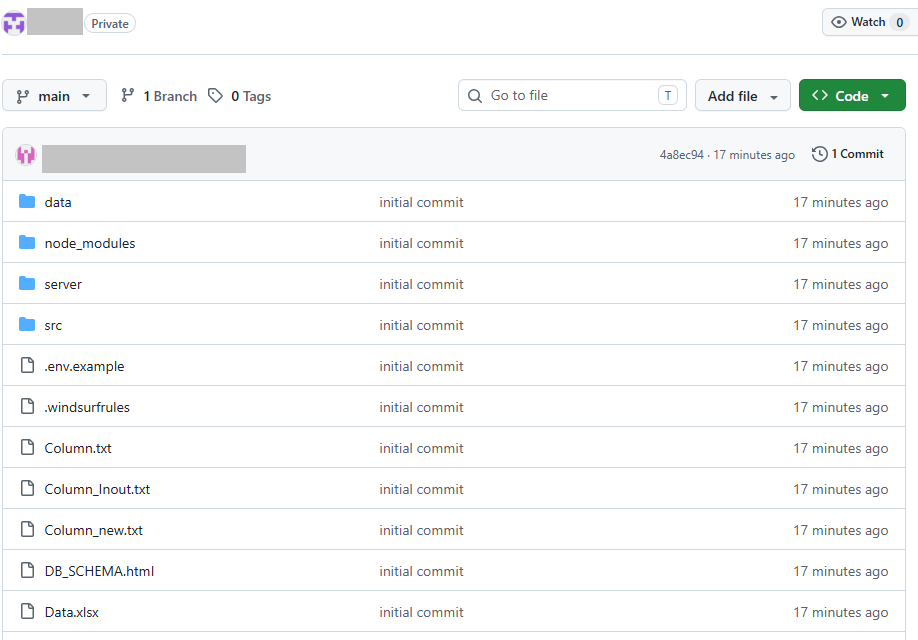 Private Watch 0
main 1 Branch 0 Tags Go to file T Add file Code
4a8ec94 · 17 minutes ago 1 Commit
data initial commit 17 minutes ago
node_modules initial commit 17 minutes ago
server initial commit 17 minutes ago
src initial commit 17 minutes ago
.env.example initial commit 17 minutes ago
.windsurfrules initial commit 17 minutes ago
Column.txt initial commit 17 minutes ago
Column_Inout.txt initial commit 17 minutes ago
Column_new.txt initial commit 17 minutes ago
DB_SCHEMA.html initial commit 17 minutes ago
Data.xlsx initial commit 17 minutes ago